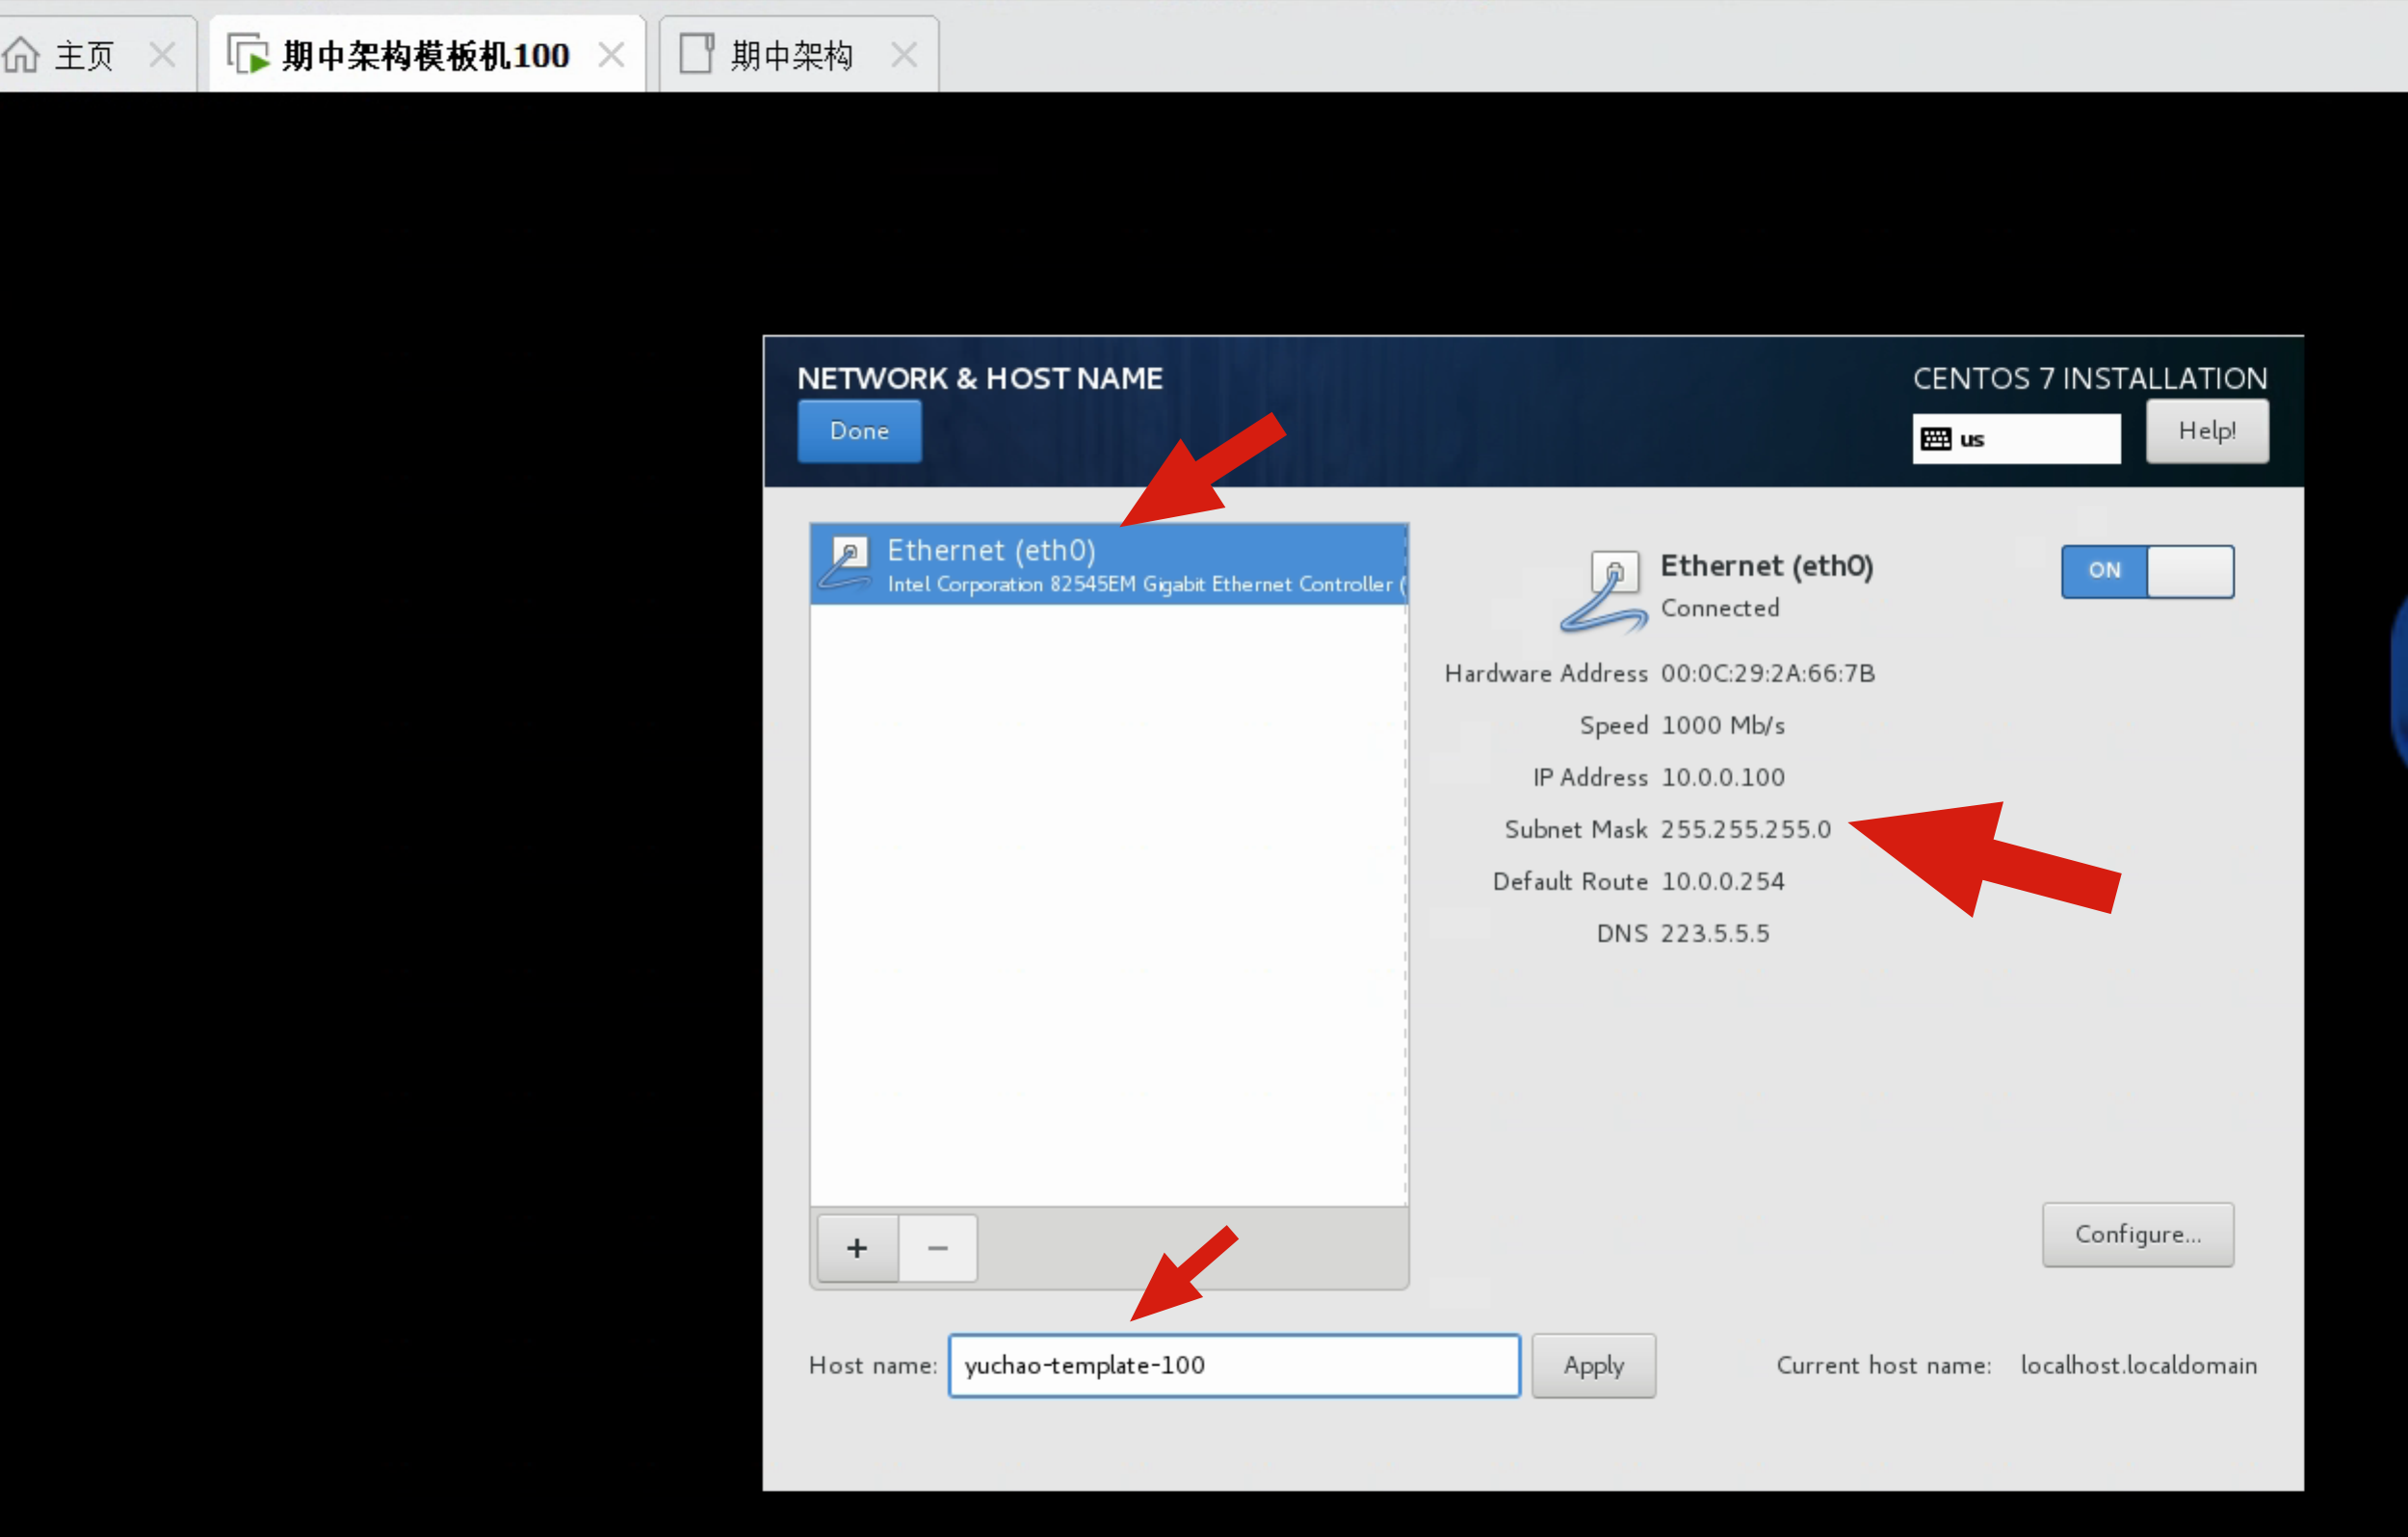 主页
期中架构模板机100
期中架构
NETWORK & HOST NAME
CENTOS 7 INSTALLATION
Done
us
Help!
Ethernet (eth0)
Intel Corporation 82545EM Gigabit Ethernet Controller (
Ethernet (eth0)
Connected
ON
Hardware Address 00:0C:29:2A:66:7B
Speed 1000 Mb/s
IP Address 10.0.0.100
Subnet Mask 255.255.255.0
Default Route 10.0.0.254
DNS 223.5.5.5
+ −
Configure...
Host name: yuchao-template-100 Apply Current host name: localhost.localdomain